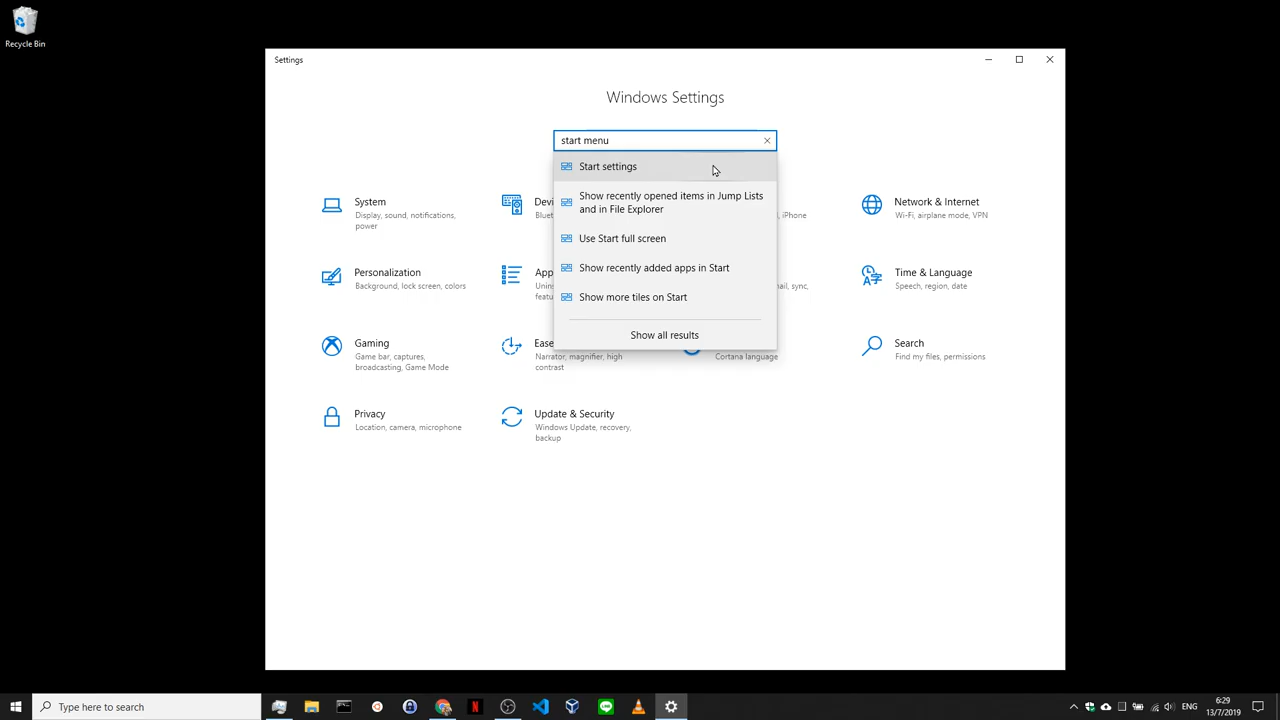 Recycle Bin
Settings
Windows Settings
start menu
Start settings
Show recently opened items in Jump Lists
and in File Explorer
Use Start full screen
Show recently added apps in Start
Show more tiles on Start
Show all results
System
Display, sound, notifications,
power
Devi
Bluet
, iPhone
Network & Internet
Wi-Fi, airplane mode, VPN
Personalization
Background, lock screen, colors
App
Unins
featu
ail, sync,
Time & Language
Speech, region, date
Gaming
Game bar, captures,
broadcasting, Game Mode
Ease
Narrator, magnifier, high
contrast
Cortana language
Search
Find my files, permissions
Privacy
Location, camera, microphone
Update & Security
Windows Update, recovery,
backup
Type here to search
N
LINE
ENG
6:29
13/7/2019